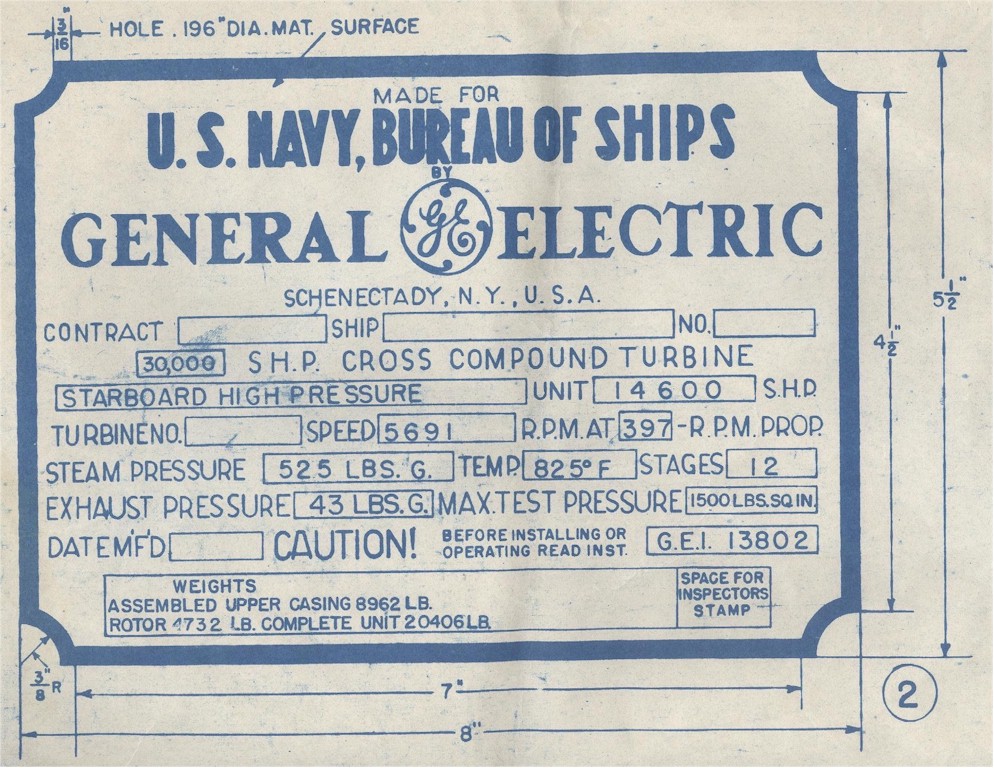 3/16" HOLE .196" DIA. MAT. SURFACE
MADE FOR
U. S. NAVY, BUREAU OF SHIPS
BY
GENERAL GE ELECTRIC
SCHENECTADY, N.Y., U.S.A.
CONTRACT SHIP NO.
30,000 S.H.P. CROSS COMPOUND TURBINE
STARBOARD HIGH PRESSURE UNIT 14600 S.H.P.
TURBINE NO. SPEED 5691 R.P.M. AT 397-R.P.M. PROP.
STEAM PRESSURE 525 LBS. G. TEMP. 825°F STAGES 12
EXHAUST PRESSURE 43 LBS. G. MAX. TEST PRESSURE 1500 LBS. SQ IN.
DATE M'F'D. CAUTION! BEFORE INSTALLING OR
OPERATING READ INST. G.E.I. 13802
WEIGHTS
ASSEMBLED UPPER CASING 8962 LB.
ROTOR 4732 LB. COMPLETE UNIT 20406 LB.
SPACE FOR
INSPECTORS
STAMP
5 1/2"
4 1/2"
3/8" R
7"
8"
2